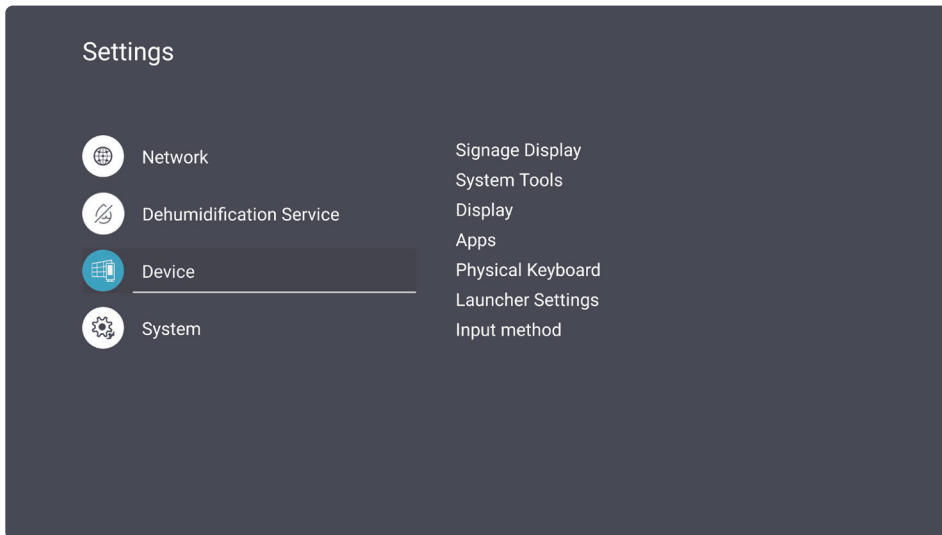 Settings
Network
Dehumidification Service
Device
System
Signage Display
System Tools
Display
Apps
Physical Keyboard
Launcher Settings
Input method